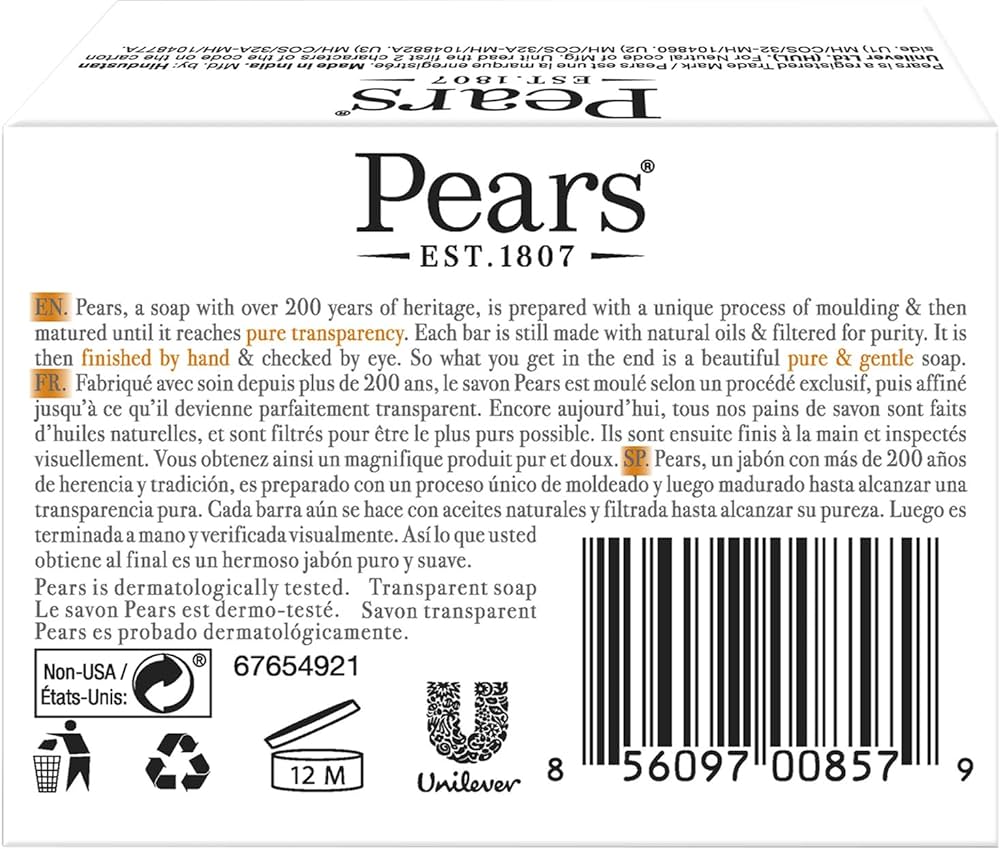 Pears is a registered Trade Mark / Pears est une la marque enregistrée. Made in India. Mfd. by: Hindustan
Unilever Ltd. (HUL). For Neutral code of Mfg. Unit read the first 2 characters of the code on the carton
side. U1) MH/COS/32-MH/104860. U2) MH/COS/32A-MH/104882A. U3) MH/COS/32A-MH/104877A.
Pears®
EST. 1807
Pears®
EST.1807
EN. Pears, a soap with over 200 years of heritage, is prepared with a unique process of moulding & then
matured until it reaches pure transparency. Each bar is still made with natural oils & filtered for purity. It is
then finished by hand & checked by eye. So what you get in the end is a beautiful pure & gentle soap.
FR. Fabriqué avec soin depuis plus de 200 ans, le savon Pears est moulé selon un procédé exclusif, puis affiné
jusqu'à ce qu'il devienne parfaitement transparent. Encore aujourd'hui, tous nos pains de savon sont faits
d'huiles naturelles, et sont filtrés pour être le plus purs possible. Ils sont ensuite finis à la main et inspectés
visuellement. Vous obtenez ainsi un magnifique produit pur et doux. SP. Pears, un jabón con más de 200 años
de herencia y tradición, es preparado con un proceso único de moldeado y luego madurado hasta alcanzar una
transparencia pura. Cada barra aún se hace con aceites naturales y filtrada hasta alcanzar su pureza. Luego es
terminada a mano y verificada visualmente. Así lo que usted
obtiene al final es un hermoso jabón puro y suave.
Pears is dermatologically tested. Transparent soap
Le savon Pears est dermo-testé. Savon transparent
Pears es probado dermatológicamente.
Non-USA /
États-Unis:
®
67654921
12 M
Unilever
8 56097 00857 9